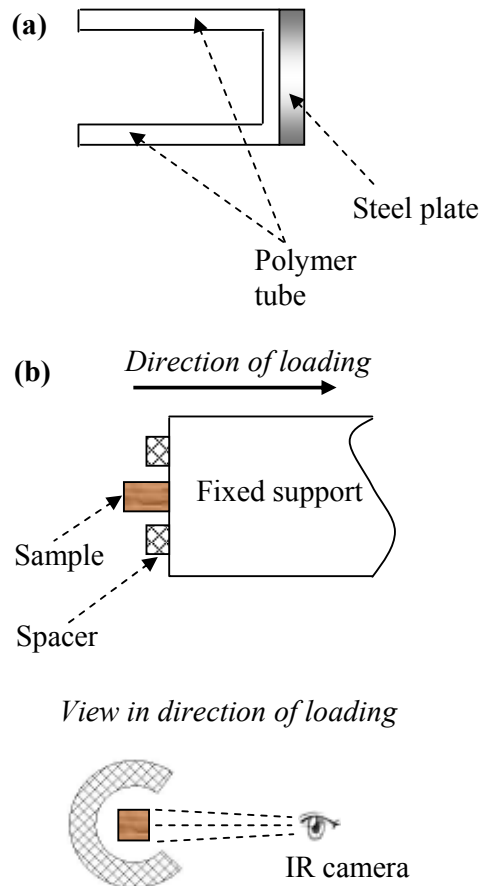 (a)
Steel plate
Polymer
tube
(b)
Direction of loading
Fixed support
Sample
Spacer
View in direction of loading
IR camera